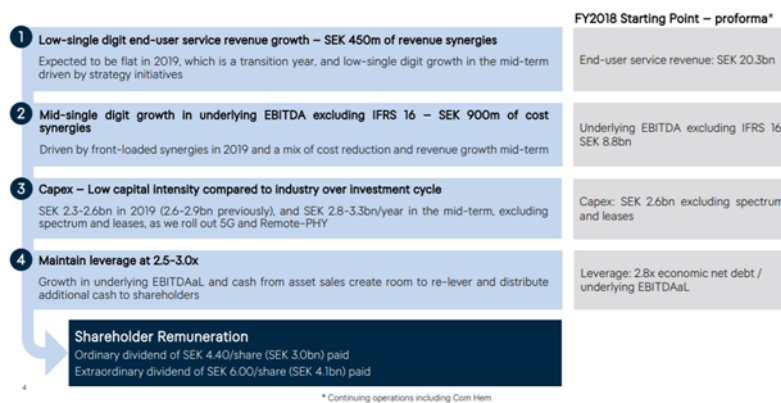 FY2018 Starting Point – proforma*
1
Low-single digit end-user service revenue growth – SEK 450m of revenue synergies
Expected to be flat in 2019, which is a transition year, and low-single digit growth in the mid-term
driven by strategy initiatives
End-user service revenue: SEK 20.3bn
2
Mid-single digit growth in underlying EBITDA excluding IFRS 16 – SEK 900m of cost
synergies
Driven by front-loaded synergies in 2019 and a mix of cost reduction and revenue growth mid-term
Underlying EBITDA excluding IFRS 16
SEK 8.8bn
3
Capex – Low capital intensity compared to industry over investment cycle
SEK 2.3-2.6bn in 2019 (2.6-2.9bn previously), and SEK 2.8-3.3bn/year in the mid-term, excluding
spectrum and leases, as we roll out 5G and Remote-PHY
Capex: SEK 2.6bn excluding spectrum
and leases
4
Maintain leverage at 2.5-3.0x
Growth in underlying EBITDAaL and cash from asset sales create room to re-lever and distribute
additional cash to shareholders
Leverage: 2.8x economic net debt /
underlying EBITDAaL
Shareholder Remuneration
Ordinary dividend of SEK 4.40/share (SEK 3.0bn) paid
Extraordinary dividend of SEK 6.00/share (SEK 4.1bn) paid
4
* Continuing operations including Com Hem